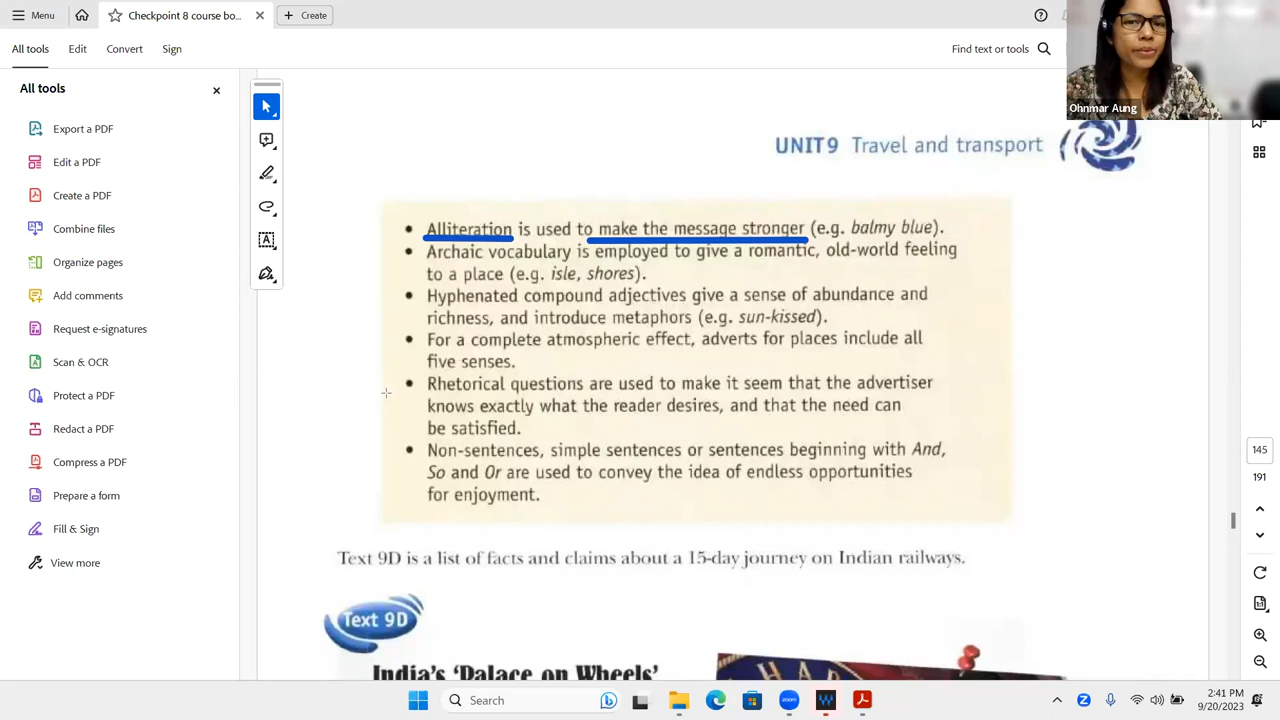 Menu
Checkpoint 8 course bo...
Create
All tools
Edit
Convert
Sign
Find text or tools
Ohnmar Aung
All tools
Export a PDF
Edit a PDF
Create a PDF
Combine files
Organize pages
Add comments
Request e-signatures
Scan & OCR
Protect a PDF
Redact a PDF
Compress a PDF
Prepare a form
Fill & Sign
View more
UNIT 9 Travel and transport
• Alliteration is used to make the message stronger (e.g. balmy blue).
• Archaic vocabulary is employed to give a romantic, old-world feeling
to a place (e.g. isle, shores).
• Hyphenated compound adjectives give a sense of abundance and
richness, and introduce metaphors (e.g. sun-kissed).
• For a complete atmospheric effect, adverts for places include all
five senses.
• Rhetorical questions are used to make it seem that the advertiser
knows exactly what the reader desires, and that the need can
be satisfied.
• Non-sentences, simple sentences or sentences beginning with And,
So and Or are used to convey the idea of endless opportunities
for enjoyment.
Text 9D is a list of facts and claims about a 15-day journey on Indian railways.
Text 9D
India's 'Palace on Wheels'
145
191
Search
2:41 PM
9/20/2023